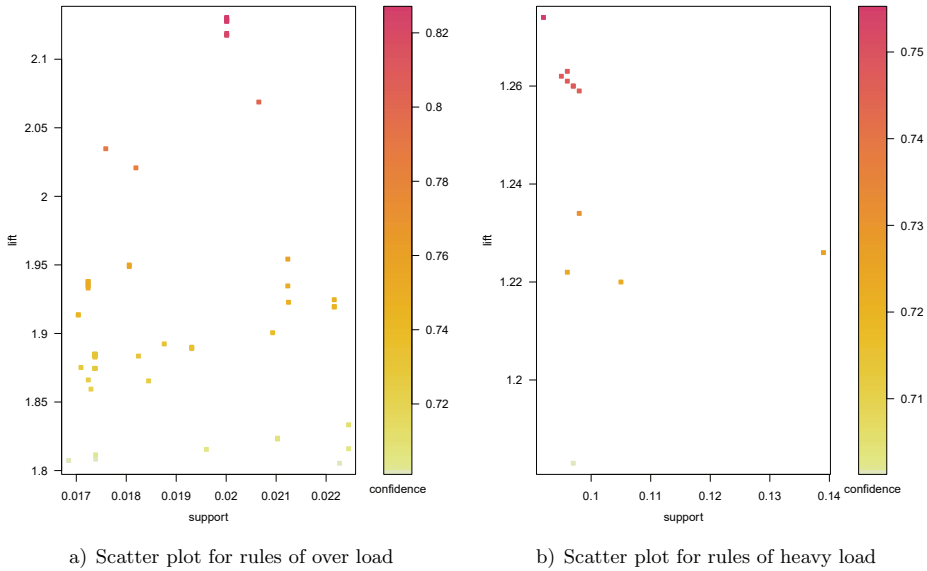 2.1
2.05
2
1.95
1.9
1.85
1.8
lift
0.017 0.018 0.019 0.02 0.021 0.022
support
0.82
0.8
0.78
0.76
0.74
0.72
confidence
1.26
1.24
1.22
1.2
lift
0.1 0.11 0.12 0.13 0.14
support
0.75
0.74
0.73
0.72
0.71
confidence
a) Scatter plot for rules of over load
b) Scatter plot for rules of heavy load